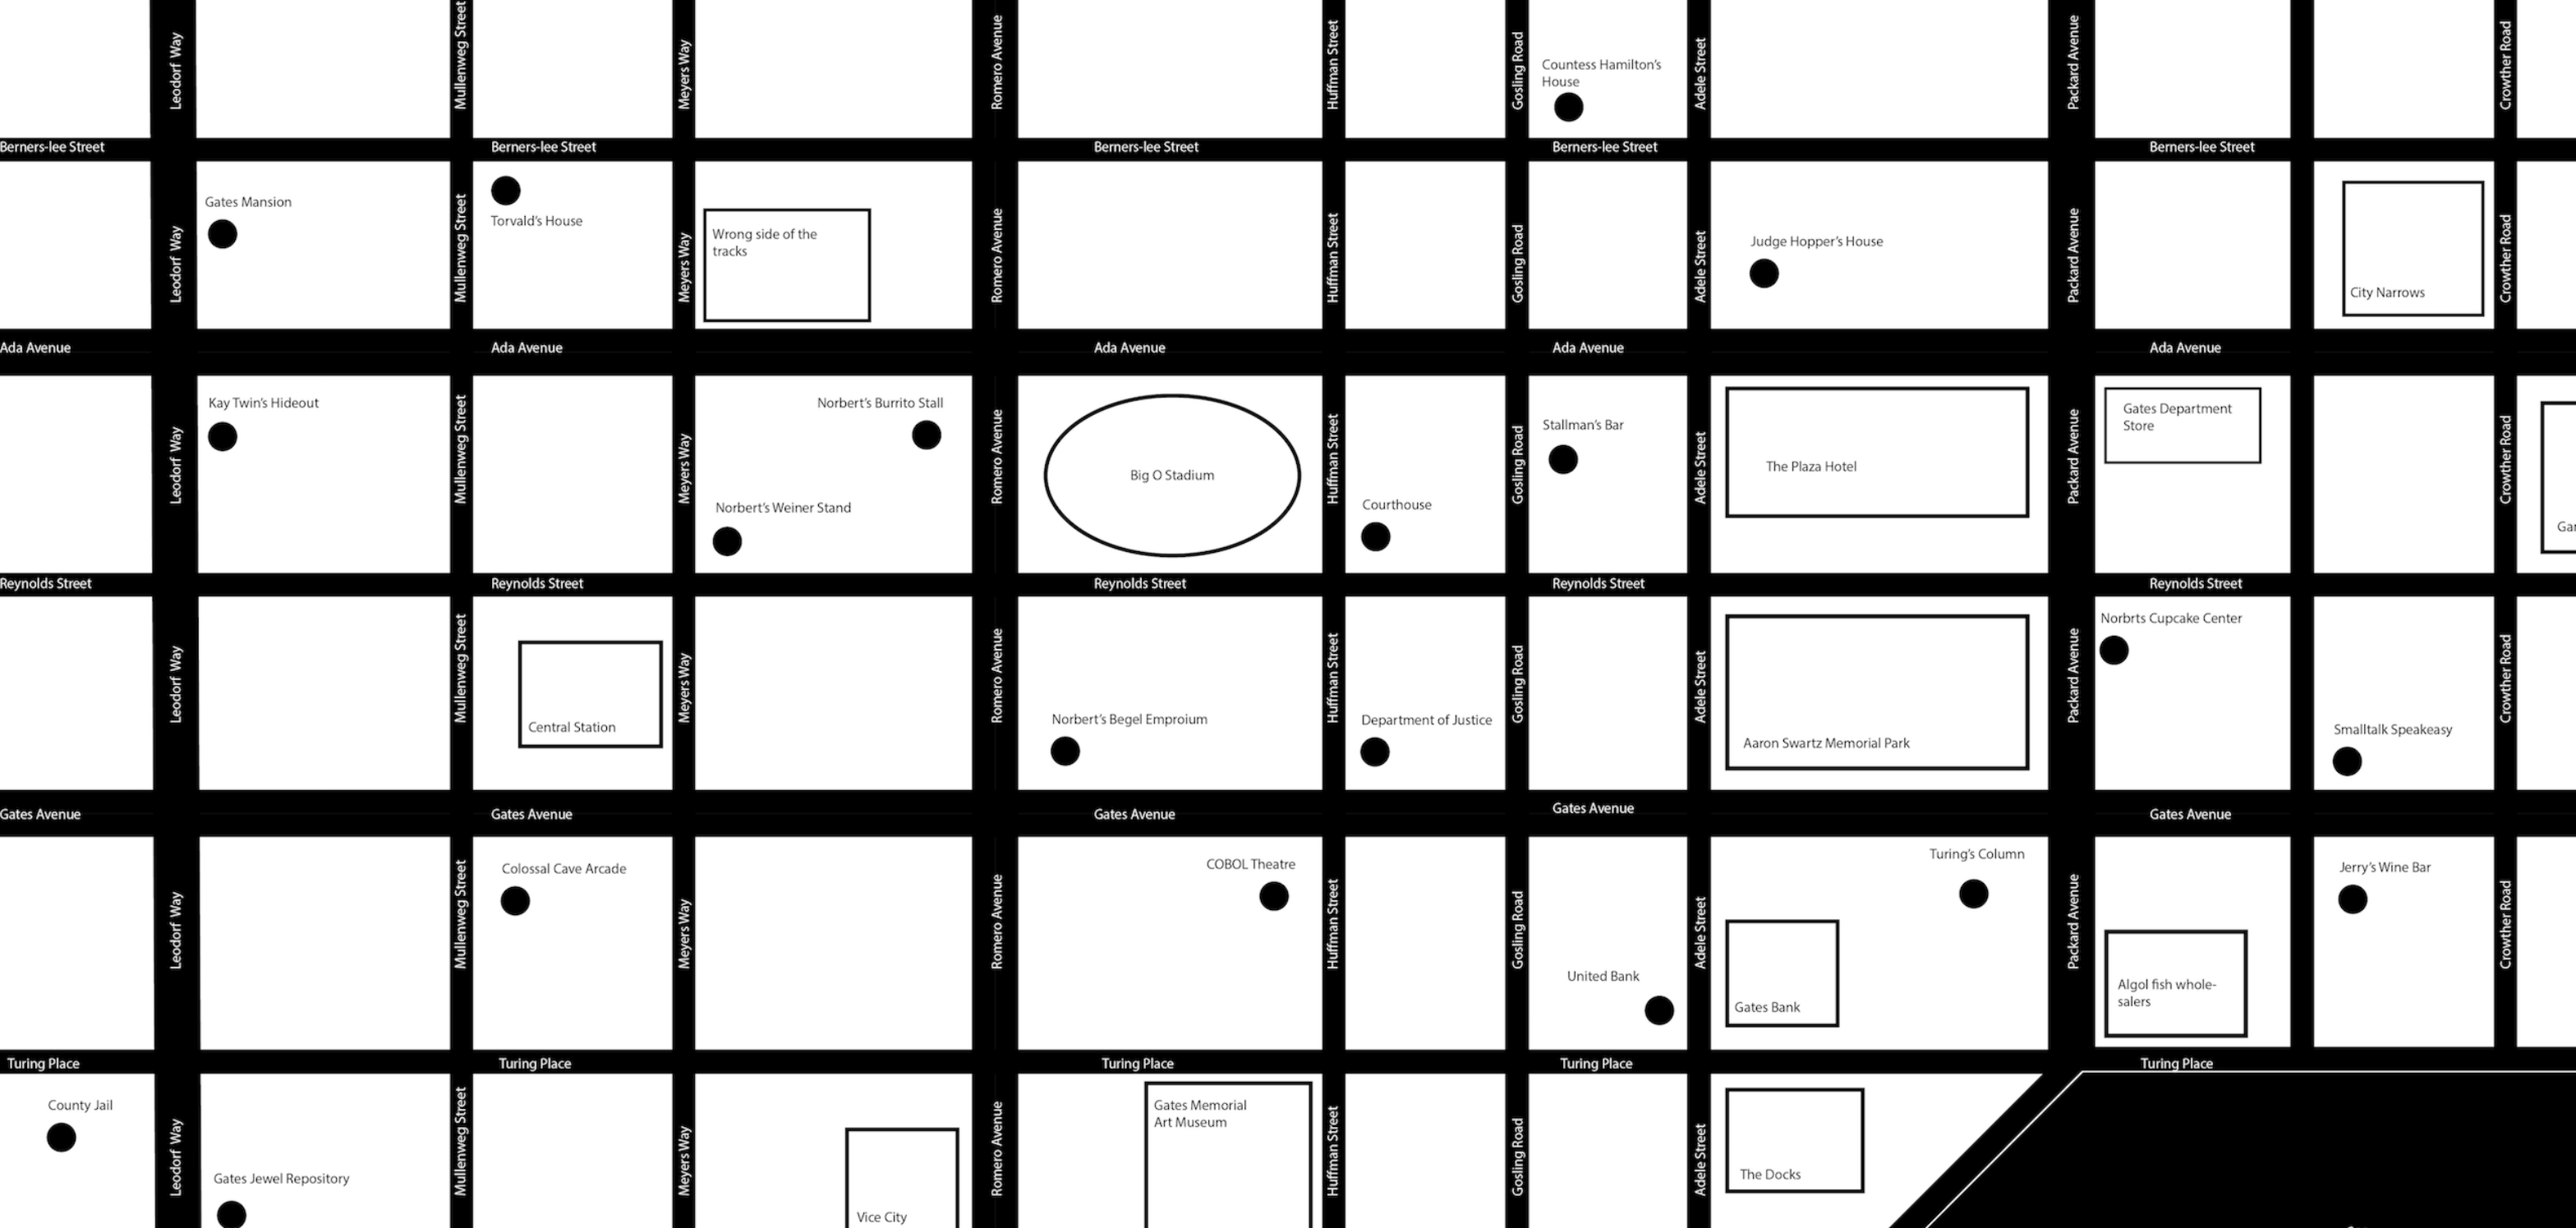 Leodorf Way
Mullenweg Street
Meyers Way
Romero Avenue
Huffman Street
Gosling Road
Countess Hamilton's
House
Adele Street
Packard Avenue
Crowther Road
Berners-lee Street
Berners-lee Street
Berners-lee Street
Berners-lee Street
Berners-lee Street
Gates Mansion
Leodorf Way
Mullenweg Street
Torvald's House
Meyers Way
Wrong side of the
tracks
Romero Avenue
Huffman Street
Gosling Road
Adele Street
Judge Hopper's House
Packard Avenue
City Narrows
Crowther Road
Ada Avenue
Ada Avenue
Ada Avenue
Ada Avenue
Ada Avenue
Leodorf Way
Kay Twin's Hideout
Mullenweg Street
Meyers Way
Norbert's Burrito Stall
Norbert's Weiner Stand
Romero Avenue
Big O Stadium
Huffman Street
Courthouse
Gosling Road
Stallman's Bar
Adele Street
The Plaza Hotel
Packard Avenue
Gates Department
Store
Crowther Road
Reynolds Street
Reynolds Street
Reynolds Street
Reynolds Street
Reynolds Street
Leodorf Way
Mullenweg Street
Central Station
Meyers Way
Romero Avenue
Norbert's Begel Emproium
Huffman Street
Department of Justice
Gosling Road
Adele Street
Aaron Swartz Memorial Park
Packard Avenue
Norbrts Cupcake Center
Smalltalk Speakeasy
Crowther Road
Gates Avenue
Gates Avenue
Gates Avenue
Gates Avenue
Gates Avenue
Leodorf Way
Mullenweg Street
Colossal Cave Arcade
Meyers Way
Romero Avenue
COBOL Theatre
Huffman Street
Gosling Road
United Bank
Adele Street
Gates Bank
Turing's Column
Packard Avenue
Algol fish whole-
salers
Jerry's Wine Bar
Crowther Road
Turing Place
Turing Place
Turing Place
Turing Place
Turing Place
County Jail
Leodorf Way
Gates Jewel Repository
Mullenweg Street
Meyers Way
Vice City
Romero Avenue
Gates Memorial
Art Museum
Huffman Street
Gosling Road
Adele Street
The Docks